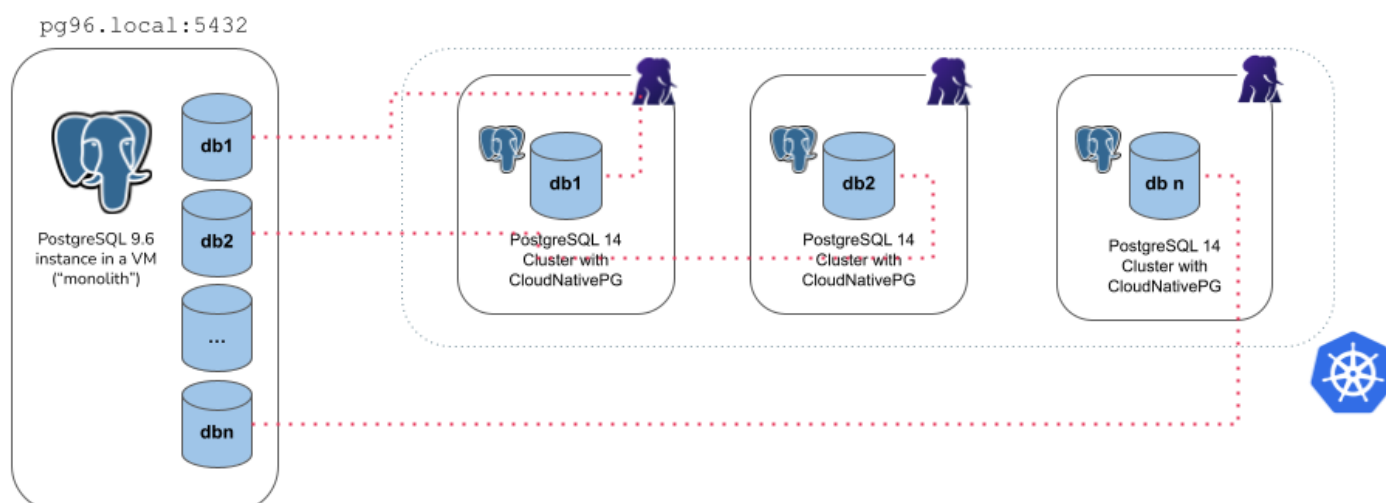 pg96.local:5432
db1
db2
...
dbn
PostgreSQL 9.6
instance in a VM
(“monolith”)
db1
PostgreSQL 14
Cluster with
CloudNativePG
db2
PostgreSQL 14
Cluster with
CloudNativePG
db n
PostgreSQL 14
Cluster with
CloudNativePG